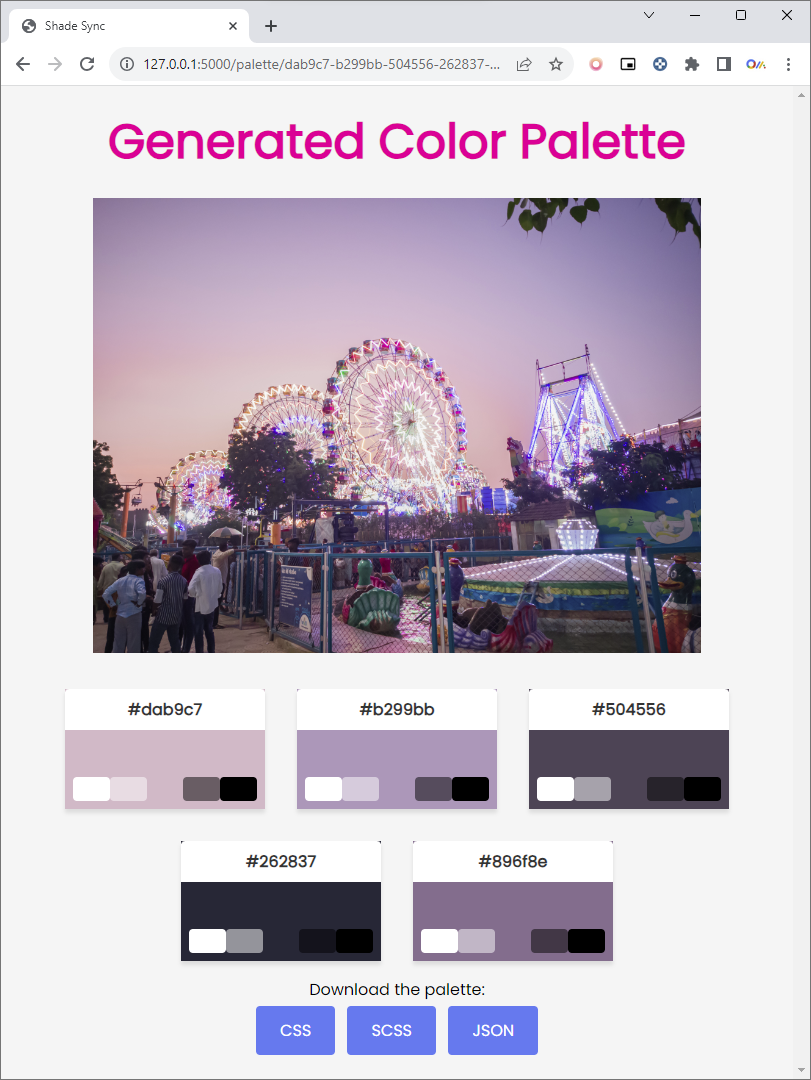 Shade Sync
127.0.0.1:5000/palette/dab9c7-b299bb-504556-262837-...
Generated Color Palette
#dab9c7
#b299bb
#504556
#262837
#896f8e
Download the palette:
CSS
SCSS
JSON